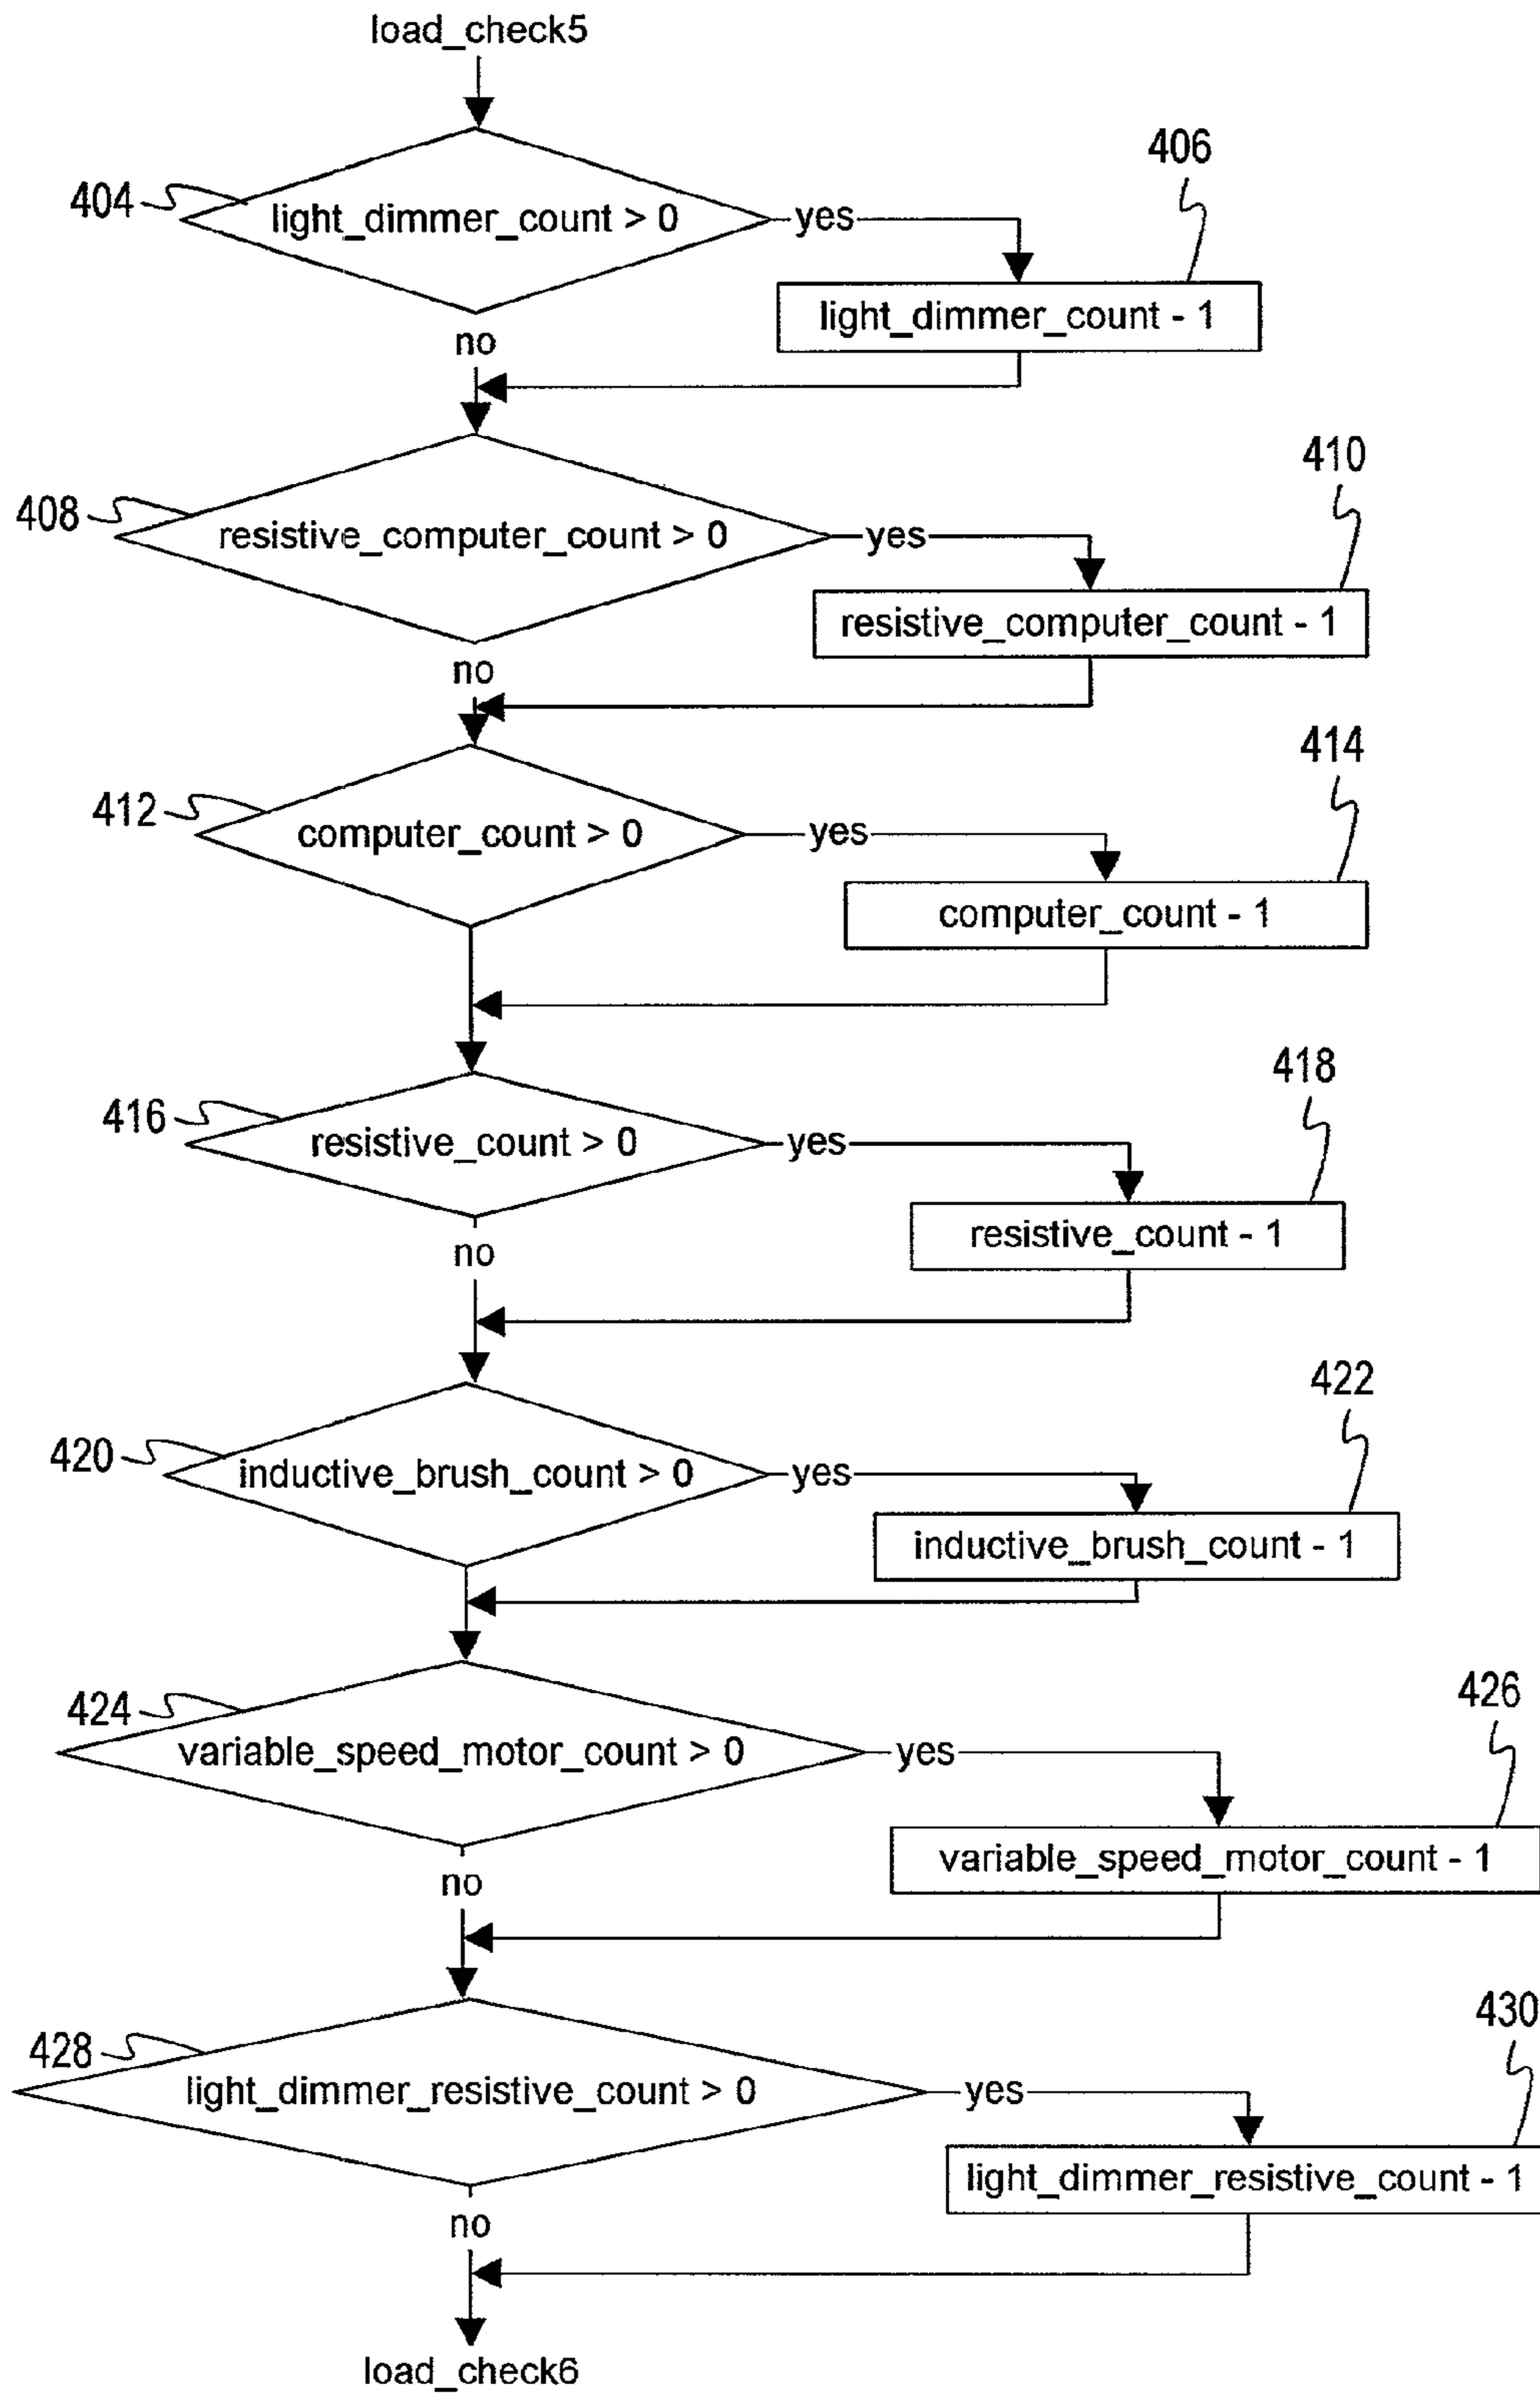 load_check5
406
404
light_dimmer_count > 0
yes
light_dimmer_count - 1
no
410
408
resistive_computer_count > 0
yes
resistive_computer_count - 1
no
414
412
computer_count > 0
yes
computer_count - 1
418
416
resistive_count > 0
yes
resistive_count - 1
no
422
420
inductive_brush_count > 0
yes
inductive_brush_count - 1
426
424
variable_speed_motor_count > 0
yes
variable_speed_motor_count - 1
no
430
428
light_dimmer_resistive_count > 0
yes
light_dimmer_resistive_count - 1
no
load_check6